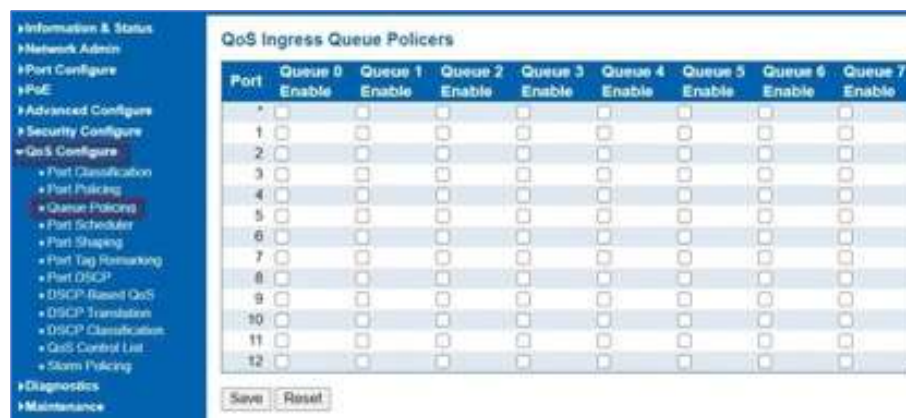 Information & Status
Network Admin
Port Configure
PoE
Advanced Configure
Security Configure
QoS Configure
Port Classification
Port Policing
Queue Policing
Port Scheduler
Port Shaping
Port Tag Remarking
Port DSCP
DSCP-Based QoS
DSCP Translation
DSCP Classification
QoS Control List
Storm Policing
Diagnostics
Maintenance
QoS Ingress Queue Policers
Port Queue 0 Enable Queue 1 Enable Queue 2 Enable Queue 3 Enable Queue 4 Enable Queue 5 Enable Queue 6 Enable Queue 7 Enable
*
1
2
3
4
5
6
7
8
9
10
11
12
Save Reset